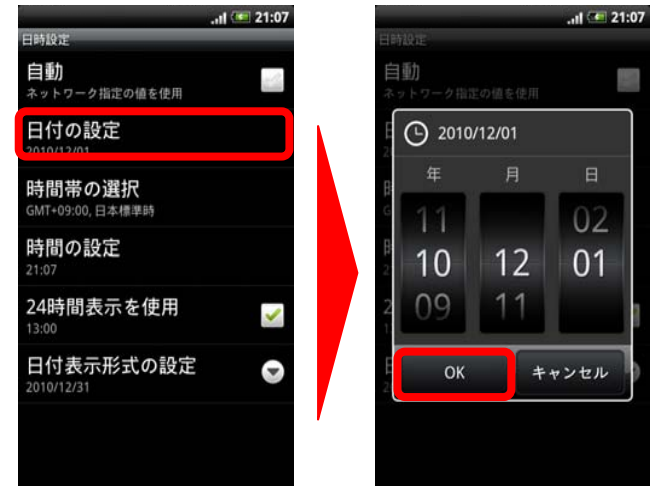 21:07
日時設定
自動
ネットワーク指定の値を使用
日付の設定
2010/12/01
時間帯の選択
GMT+09:00, 日本標準時
時間の設定
21:07
24時間表示を使用
13:00
日付表示形式の設定
2010/12/31
21:07
日時設定
自動
ネットワーク指定の値を使用
2010/12/01
年 月 日
11 02
10 12 01
09 11
OK キャンセル